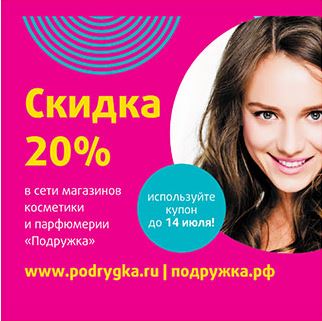 Скидка
20%
в сети магазинов
косметики
и парфюмерии
«Подружка»
используйте
купон
до 14 июля!
www.podrygka.ru | подружка.рф